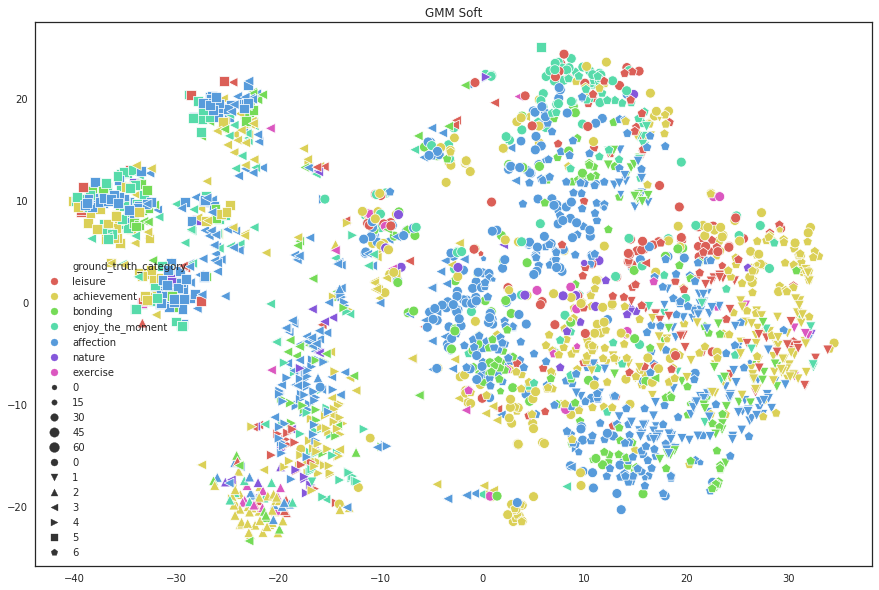 GMM Soft
20
10
0
−10
−20
ground_truth_category
leisure
achievement
bonding
enjoy_the_moment
affection
nature
exercise
0
15
30
45
60
0
1
2
3
4
5
6
−40
−30
−20
−10
0
10
20
30